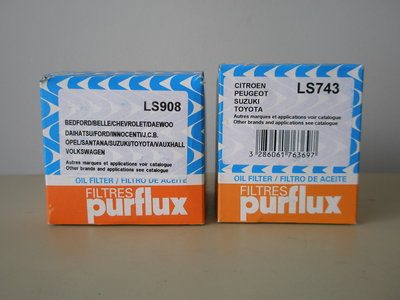 LS908
BEDFORD/BELLE/CHEVROLET/DAEWOO
DAIHATSU/FORD/INNOCENTI/J.C.B.
OPEL/SANTANA/SUZUKI/TOYOTA/VAUXHALL
VOLKSWAGEN
Autres marques et applications voir catalogue
Other brands and applications see catalogue
OIL FILTER / FILTRO DE ACEITE
FILTRES
purflux
CITROEN LS743
PEUGEOT
SUZUKI
TOYOTA
Autres marques et applications voir catalogue
Other brands and applications see catalogue
3 286061 763697
OIL FILTER / FILTRO DE ACEITE
FILTRES
purflux